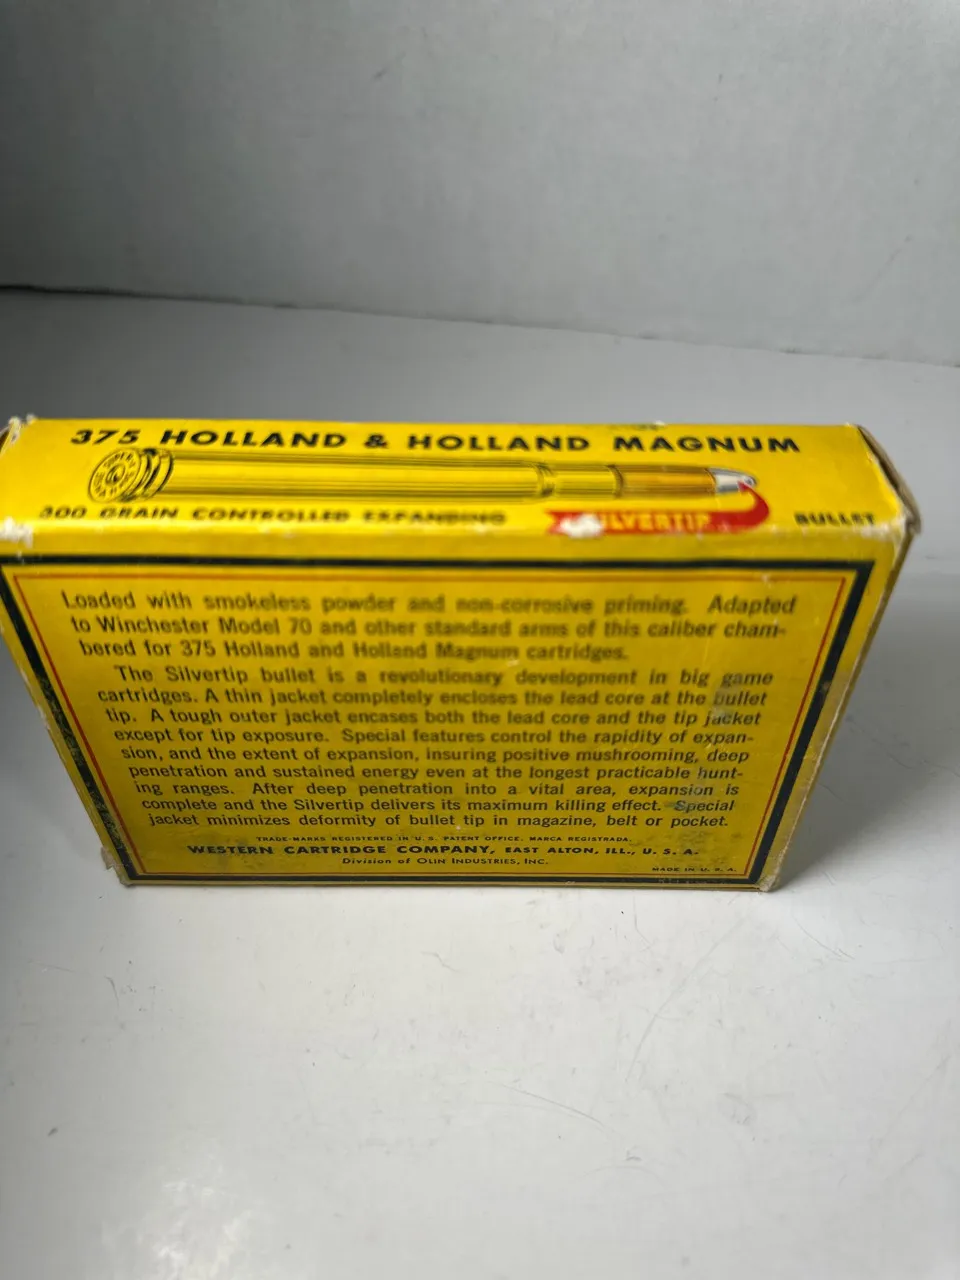 375 HOLLAND & HOLLAND MAGNUM
300 GRAIN CONTROLLED EXPANDING SILVERTIP BULLET
Loaded with smokeless powder and non-corrosive priming. Adapted
to Winchester Model 70 and other standard arms of this caliber cham-
bered for 375 Holland and Holland Magnum cartridges.
The Silvertip bullet is a revolutionary development in big game
cartridges. A thin jacket completely encloses the lead core at the bullet
tip. A tough outer jacket encases both the lead core and the tip jacket
except for tip exposure. Special features control the rapidity of expan-
sion, and the extent of expansion, insuring positive mushrooming, deep
penetration and sustained energy even at the longest practicable hunt-
ing ranges. After deep penetration into a vital area, expansion is
complete and the Silvertip delivers its maximum killing effect. Special
jacket minimizes deformity of bullet tip in magazine, belt or pocket.
TRADE-MARKS REGISTERED IN U. S. PATENT OFFICE. MARCA REGISTRADA.
WESTERN CARTRIDGE COMPANY, EAST ALTON, ILL., U. S. A.
Division of OLIN INDUSTRIES, INC.
MADE IN U. S. A.